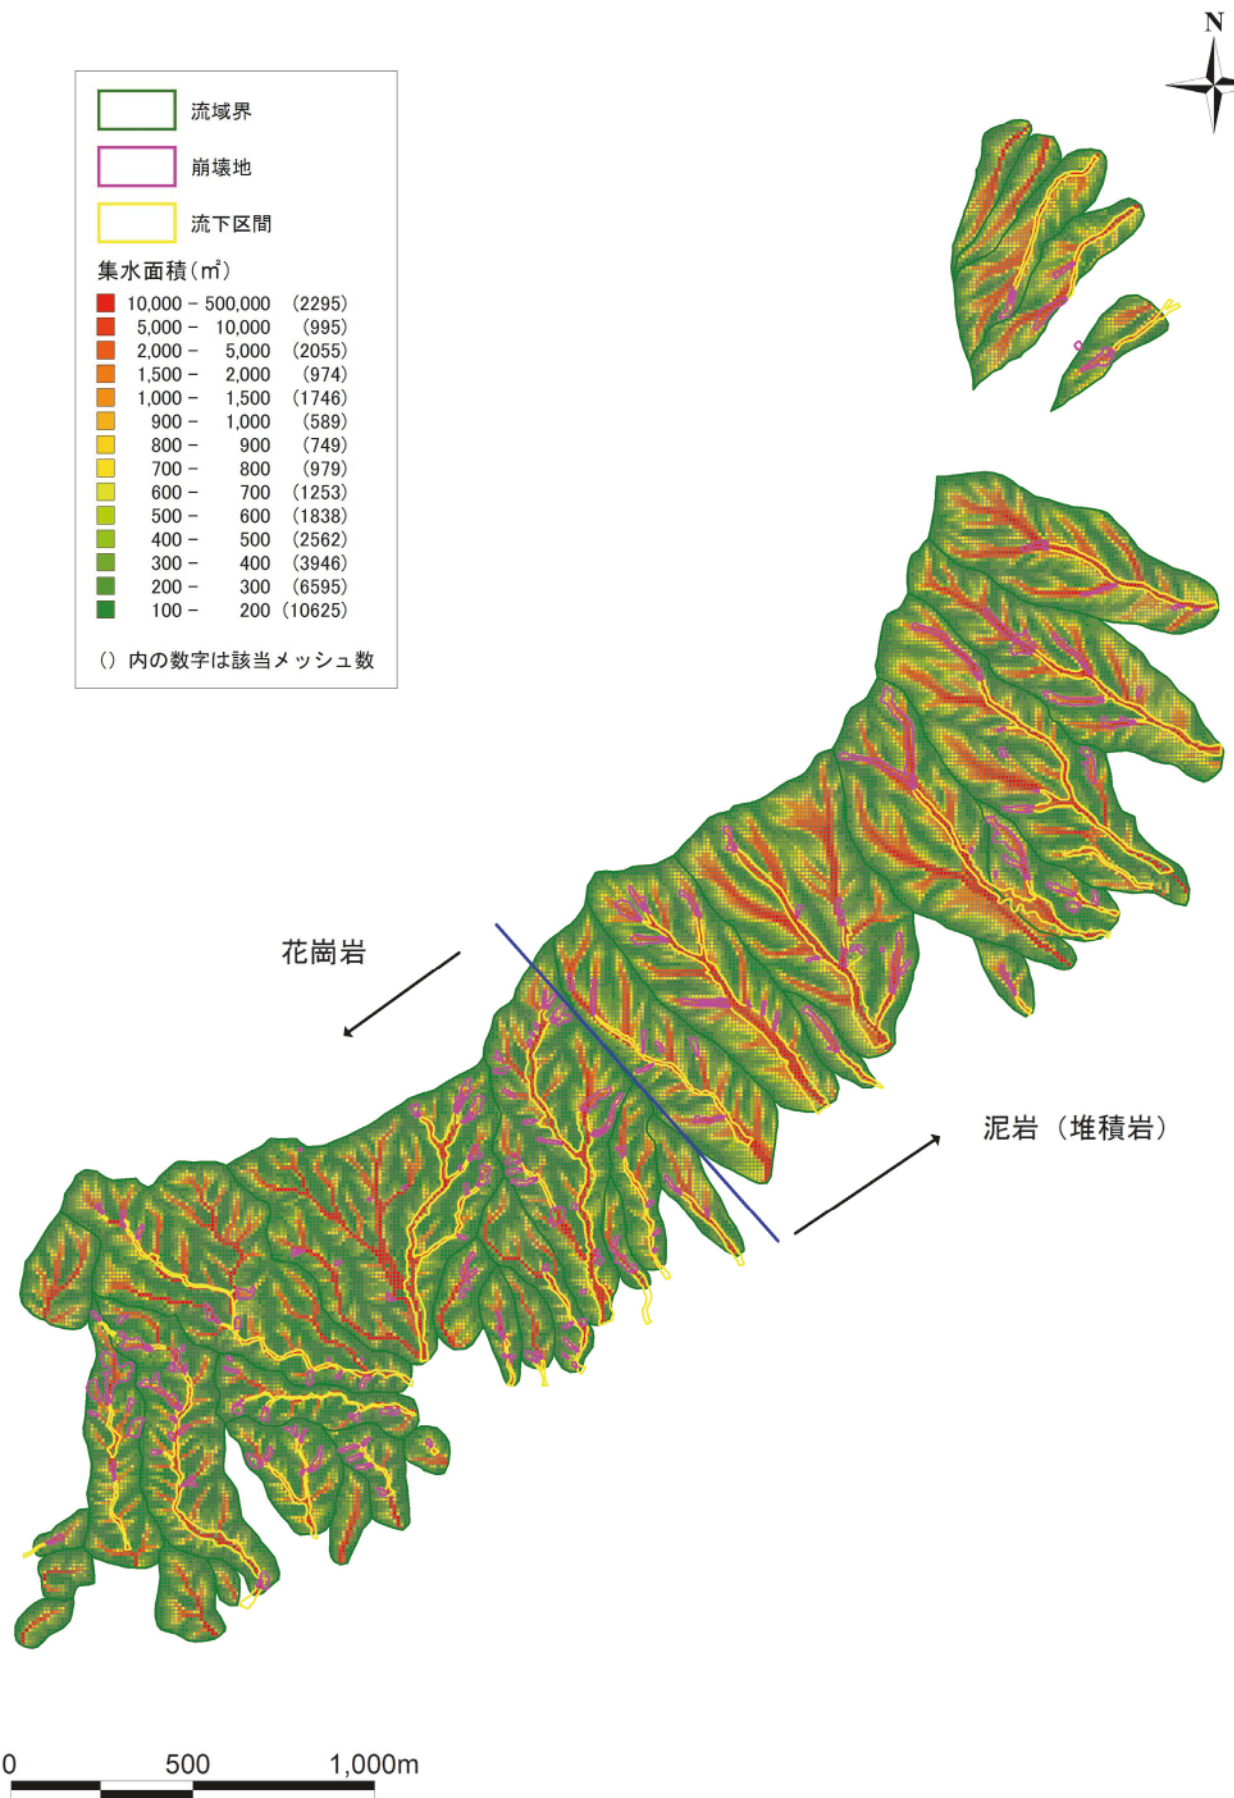 N
流域界
崩壊地
流下区間
集水面積(㎡)
10,000 - 500,000 (2295)
5,000 - 10,000 (995)
2,000 - 5,000 (2055)
1,500 - 2,000 (974)
1,000 - 1,500 (1746)
900 - 1,000 (589)
800 - 900 (749)
700 - 800 (979)
600 - 700 (1253)
500 - 600 (1838)
400 - 500 (2562)
300 - 400 (3946)
200 - 300 (6595)
100 - 200 (10625)
()内の数字は該当メッシュ数
花崗岩
泥岩（堆積岩）
0 500 1,000m